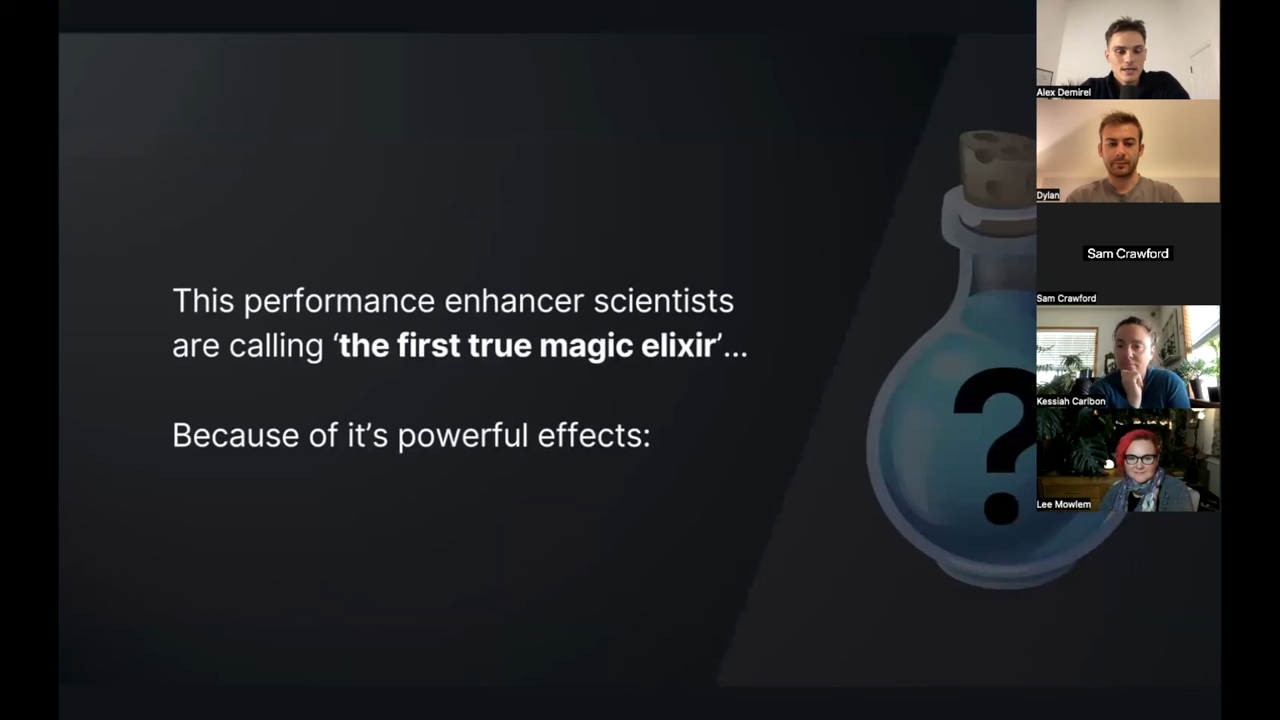 This performance enhancer scientists
are calling ‘the first true magic elixir’...
Because of it’s powerful effects:
?
Alex Demirel
Dylan
Sam Crawford
Sam Crawford
Kessiah Carlbon
Lee Mowlem